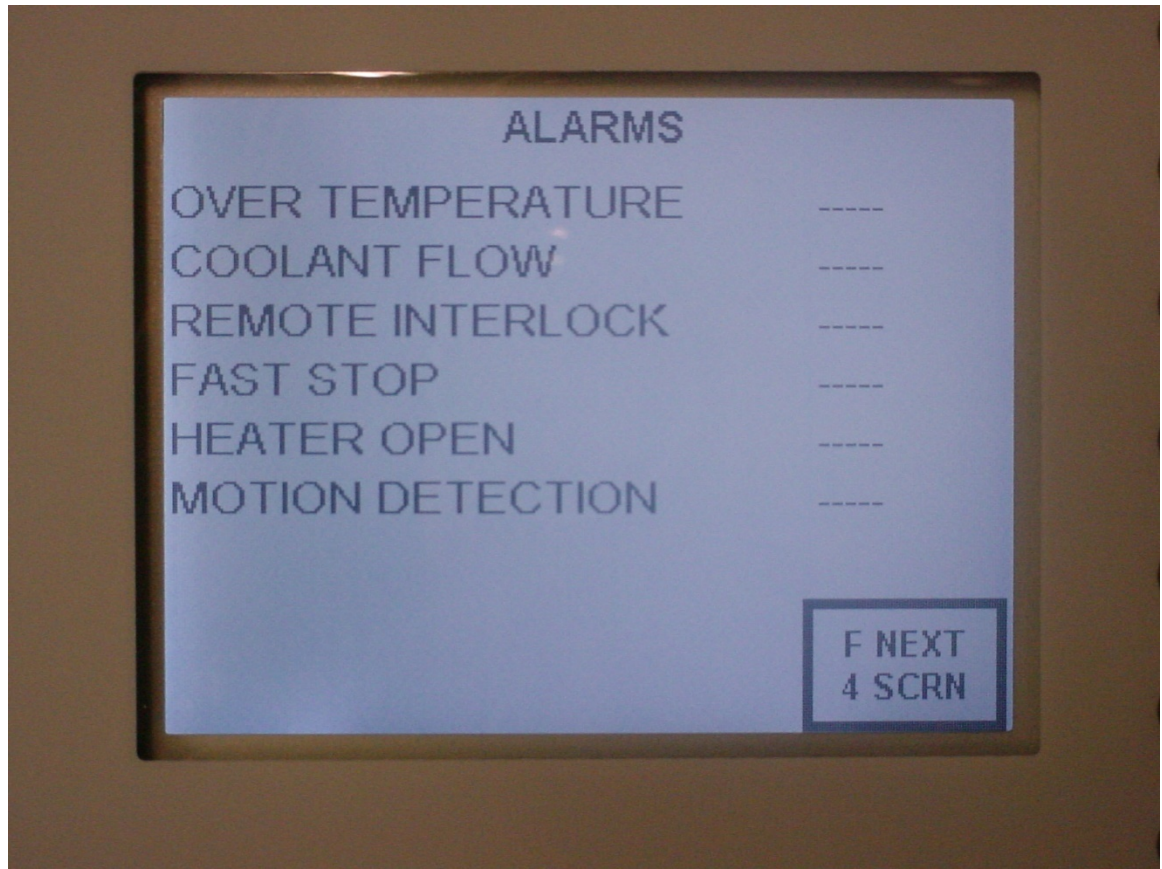 ALARMS
OVER TEMPERATURE -----
COOLANT FLOW -----
REMOTE INTERLOCK -----
FAST STOP -----
HEATER OPEN -----
MOTION DETECTION -----
F NEXT
4 SCRN